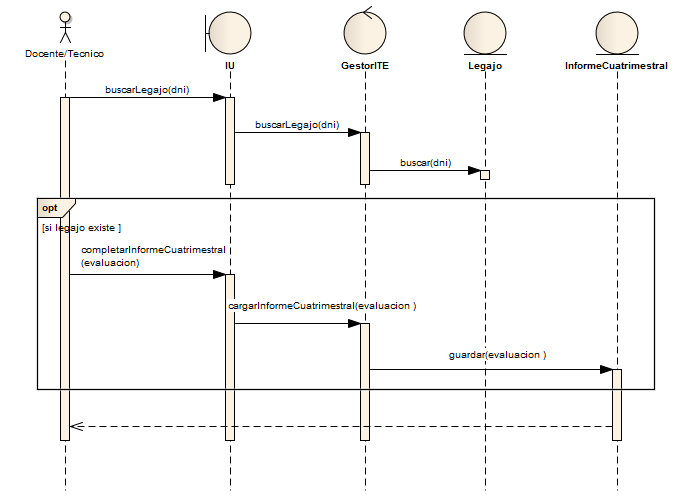 Docente/Tecnico
IU
GestorITE
Legajo
InformeCuatrimestral
buscarLegajo(dni)
buscarLegajo(dni)
buscar(dni)
opt
[si legajo existe ]
completarInformeCuatrimestral
(evaluacion)
cargarInformeCuatrimestral(evaluacion )
guardar(evaluacion )